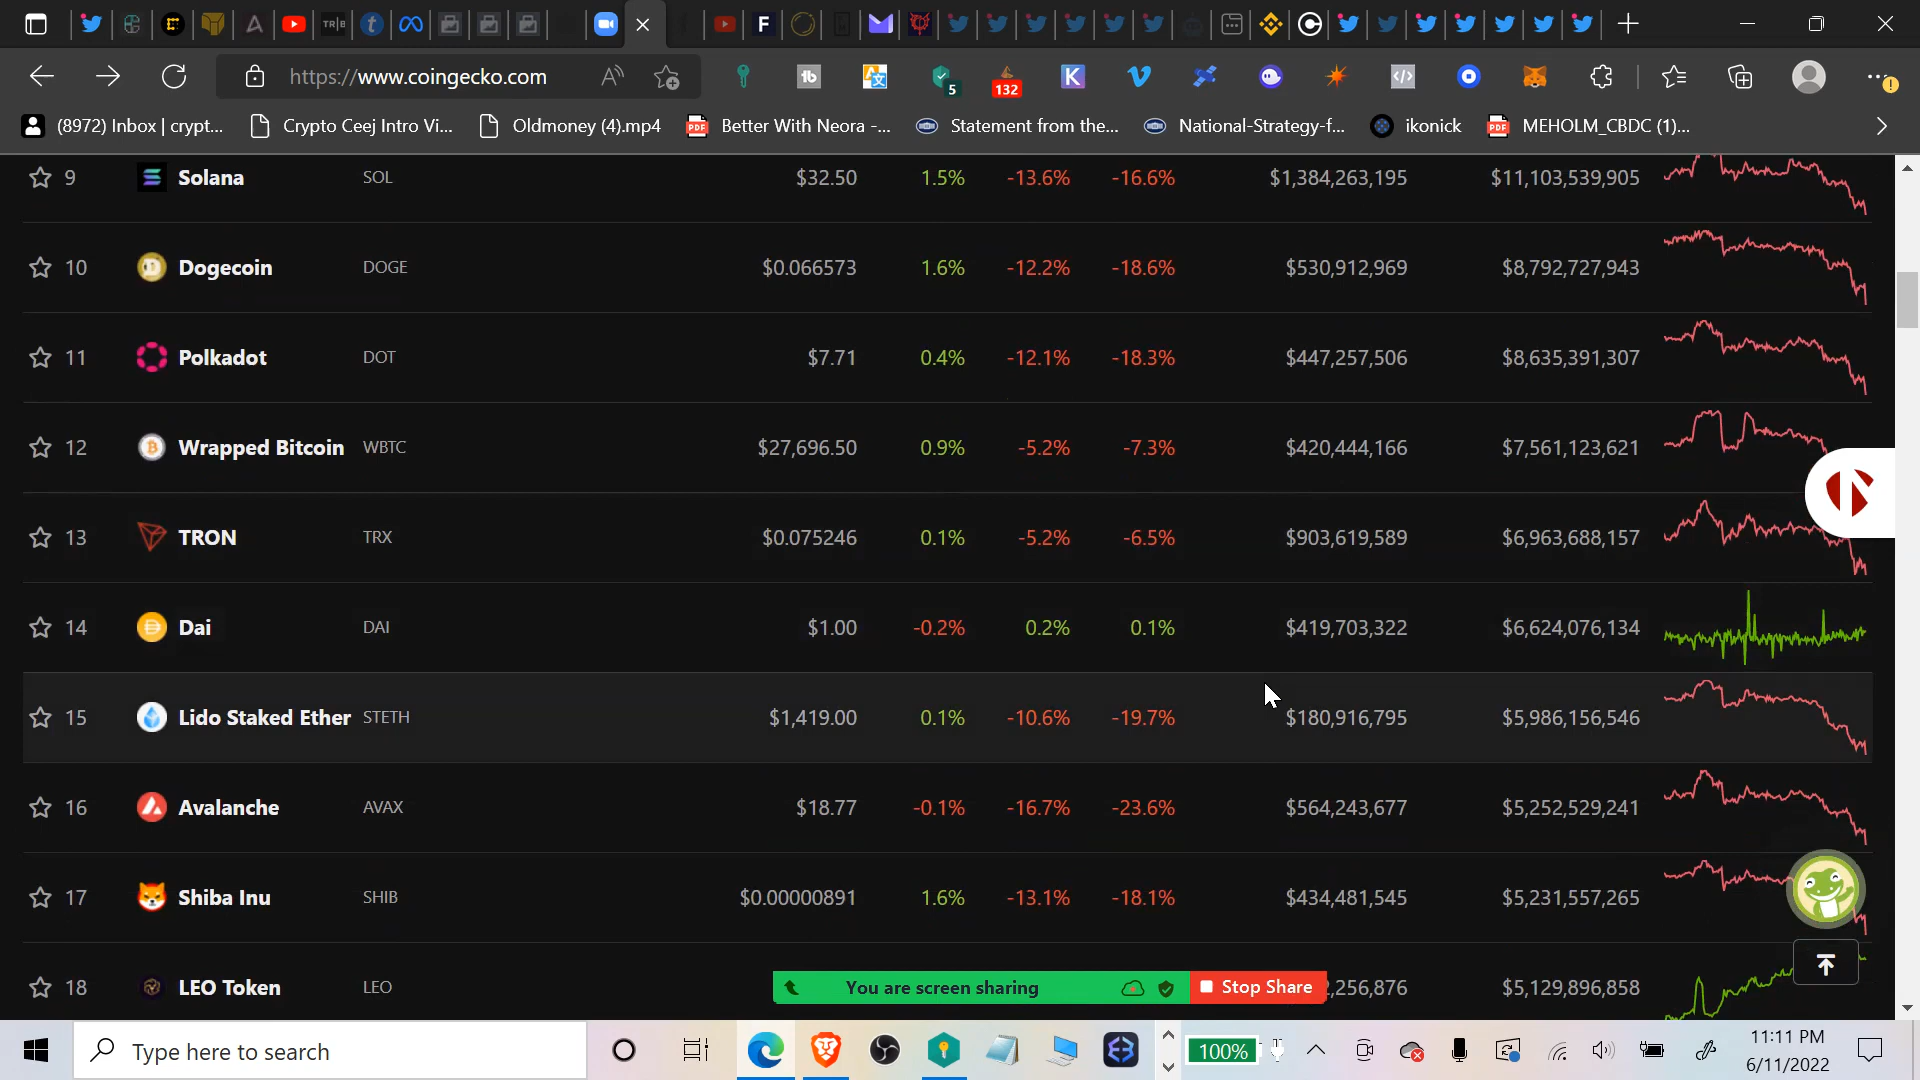 TR|B
F
https://www.coingecko.com
A
tb
5
132
K
(8972) Inbox | crypt...
Crypto Ceej Intro Vi...
Oldmoney (4).mp4
PDF
Better With Neora -...
Statement from the...
National-Strategy-f...
ikonick
PDF
MEHOLM_CBDC (1)...
9 Solana SOL $32.50 1.5% -13.6% -16.6% $1,384,263,195 $11,103,539,905
10 Dogecoin DOGE $0.066573 1.6% -12.2% -18.6% $530,912,969 $8,792,727,943
11 Polkadot DOT $7.71 0.4% -12.1% -18.3% $447,257,506 $8,635,391,307
12 Wrapped Bitcoin WBTC $27,696.50 0.9% -5.2% -7.3% $420,444,166 $7,561,123,621
13 TRON TRX $0.075246 0.1% -5.2% -6.5% $903,619,589 $6,963,688,157
14 Dai DAI $1.00 -0.2% 0.2% 0.1% $419,703,322 $6,624,076,134
15 Lido Staked Ether STETH $1,419.00 0.1% -10.6% -19.7% $180,916,795 $5,986,156,546
16 Avalanche AVAX $18.77 -0.1% -16.7% -23.6% $564,243,677 $5,252,529,241
17 Shiba Inu SHIB $0.00000891 1.6% -13.1% -18.1% $434,481,545 $5,231,557,265
18 LEO Token LEO 256,876 $5,129,896,858
You are screen sharing
Stop Share
Type here to search
100%
11:11 PM
6/11/2022